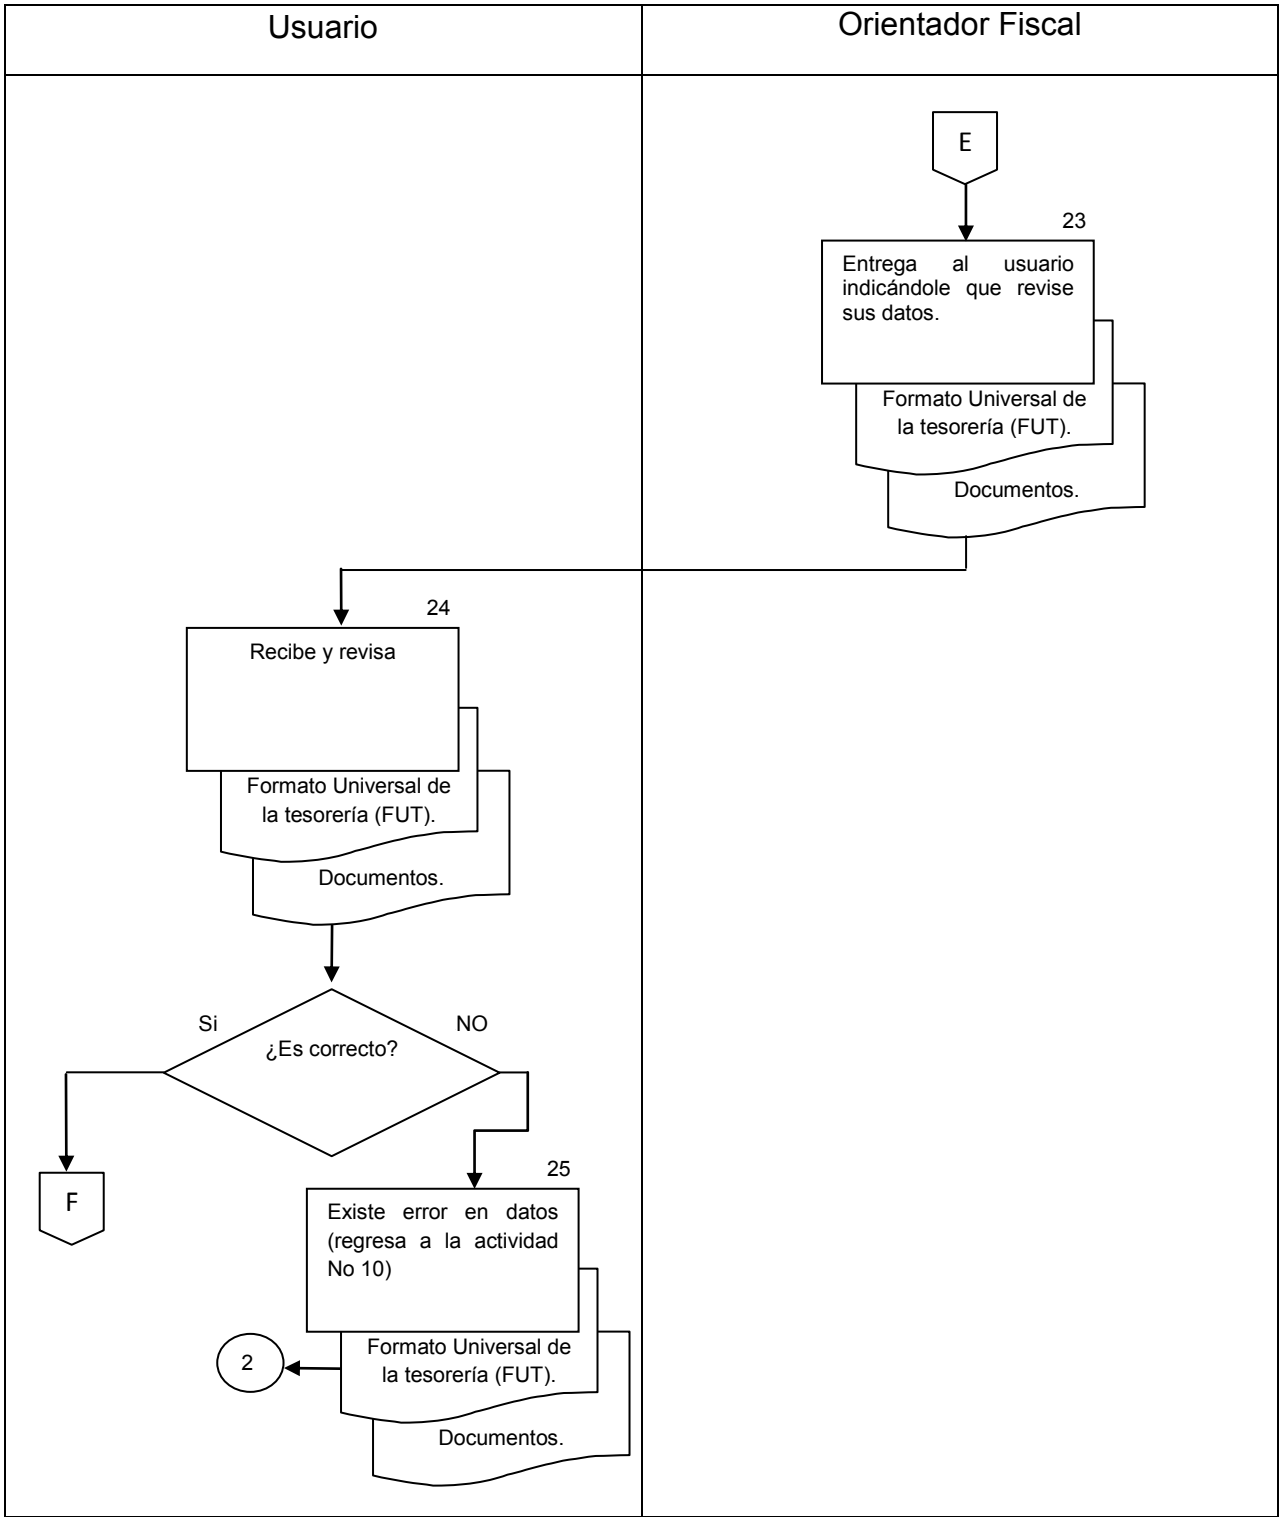 Usuario
Orientador Fiscal
E
23
Entrega al usuario
indicándole que revise
sus datos.
Formato Universal de
la tesorería (FUT).
Documentos.
24
Recibe y revisa
Formato Universal de
la tesorería (FUT).
Documentos.
Si
NO
¿Es correcto?
F
25
Existe error en datos
(regresa a la actividad
No 10)
2
Formato Universal de
la tesorería (FUT).
Documentos.